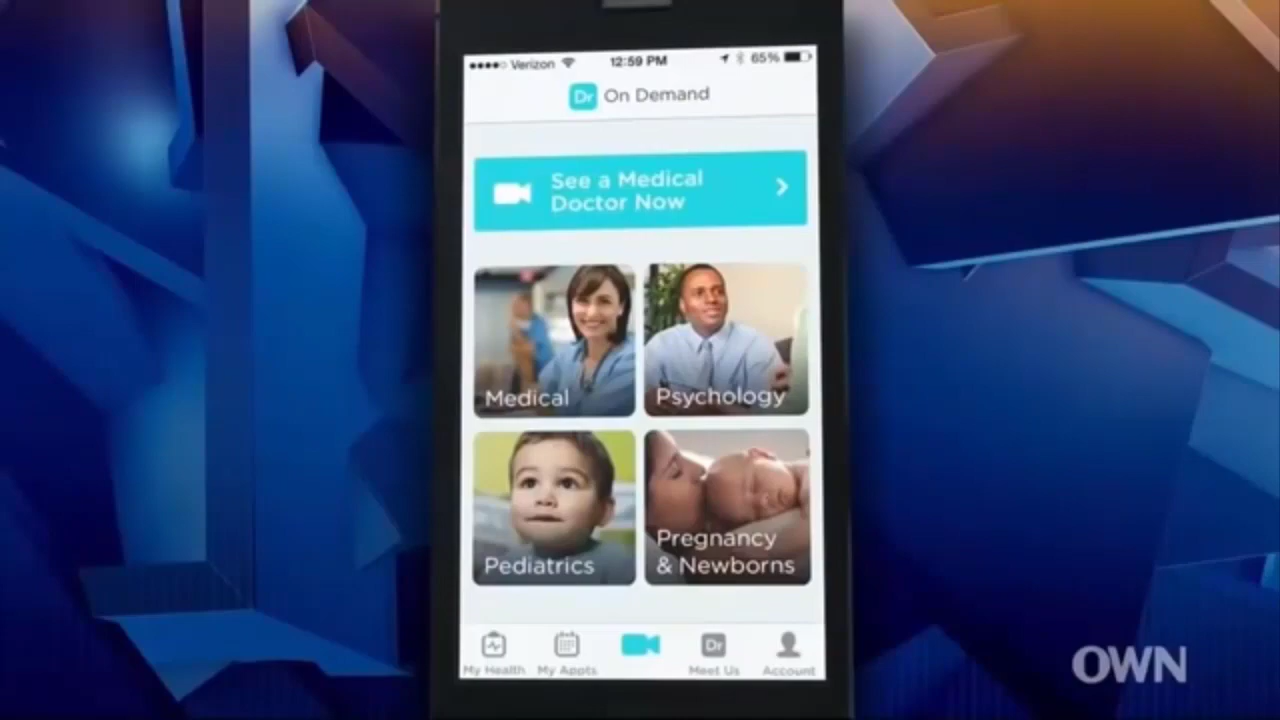 Verizon 12:59 PM 65%
Dr On Demand
See a Medical
Doctor Now
Medical
Psychology
Pediatrics
Pregnancy
& Newborns
My Health My Appts Dr Meet Us Account
OWN